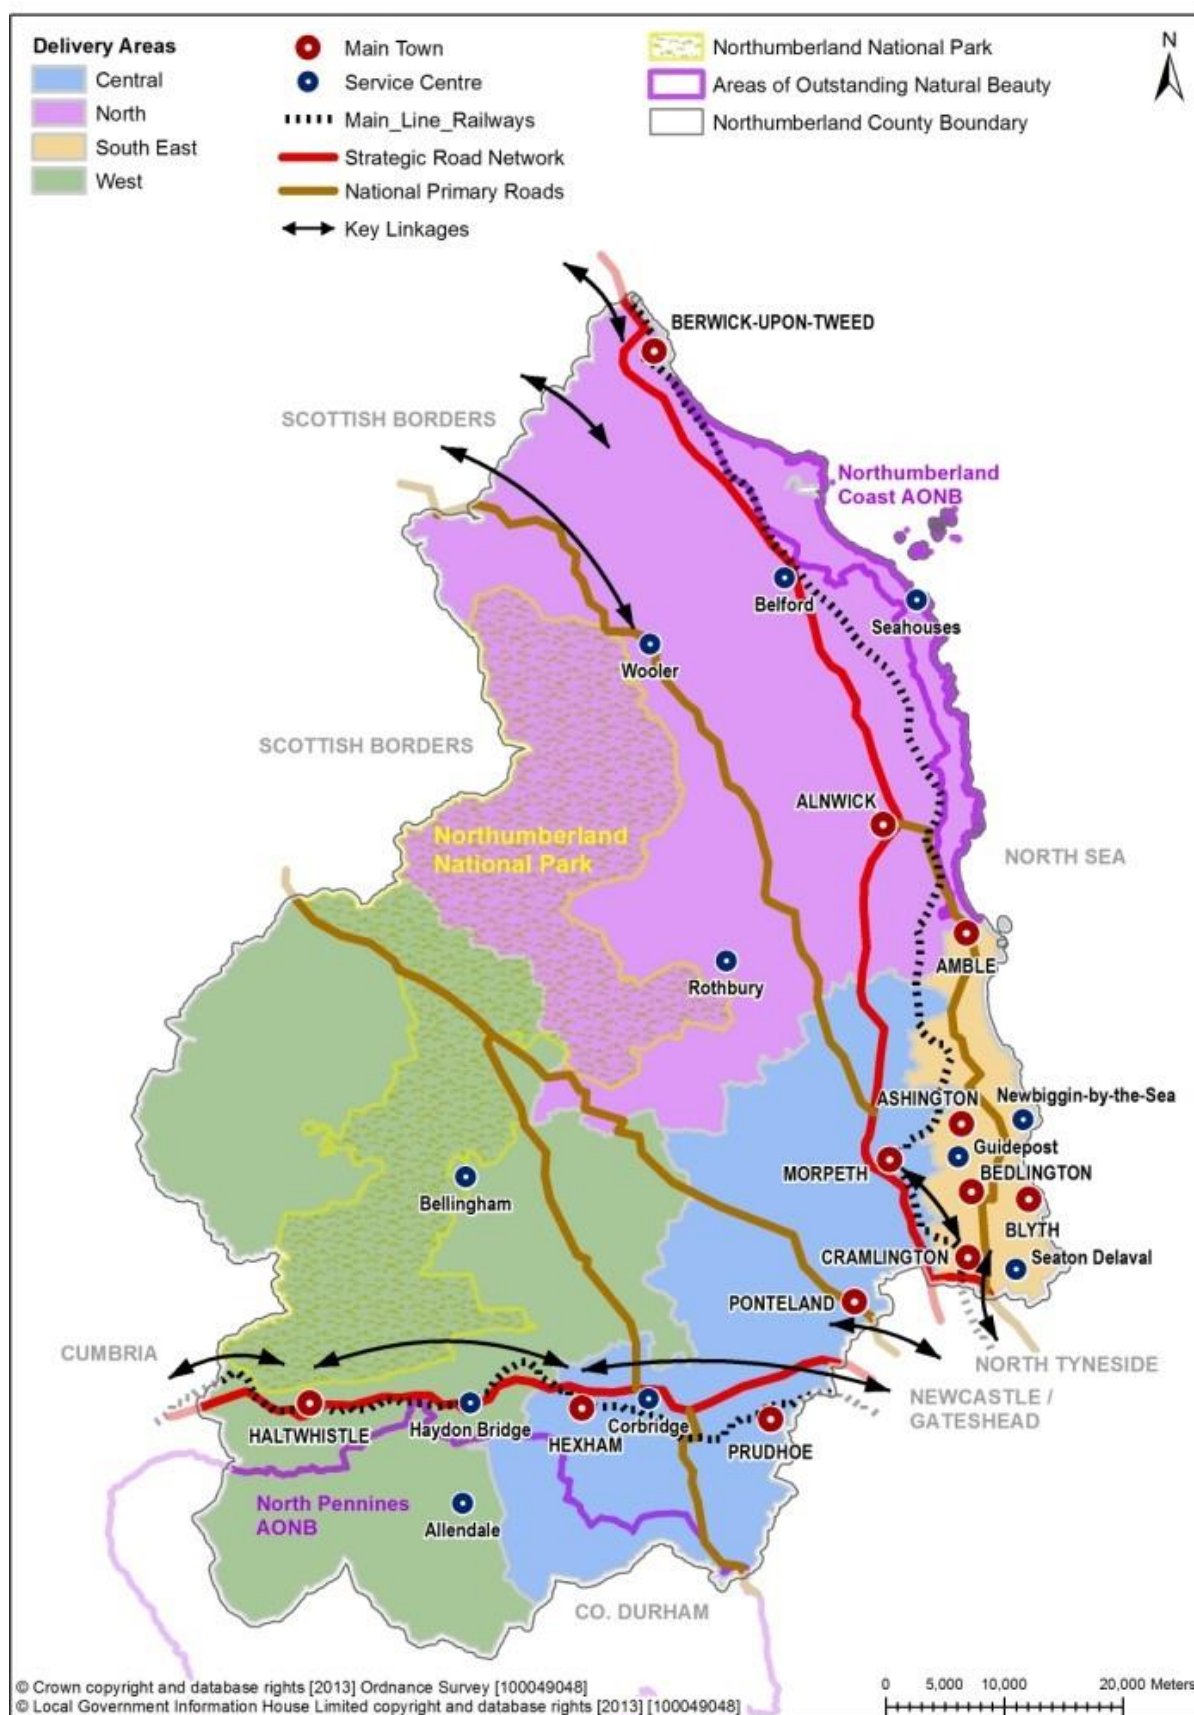 Delivery Areas
Central
North
South East
West
Main Town
Service Centre
Main_Line_Railways
Strategic Road Network
National Primary Roads
Key Linkages
Northumberland National Park
Areas of Outstanding Natural Beauty
Northumberland County Boundary
N
BERWICK-UPON-TWEED
SCOTTISH BORDERS
Northumberland
Coast AONB
Belford
Seahouses
Wooler
SCOTTISH BORDERS
ALNWICK
Northumberland
National Park
NORTH SEA
AMBLE
Rothbury
ASHINGTON
Newbiggin-by-the-Sea
Guidepost
MORPETH
BEDLINGTON
Bellingham
BLYTH
CRAMLINGTON
Seaton Delaval
PONTELAND
CUMBRIA
NORTH TYNESIDE
NEWCASTLE /
GATESHEAD
HALTWHISTLE
Haydon Bridge
HEXHAM
Corbridge
PRUDHOE
North Pennines
AONB
Allendale
CO. DURHAM
© Crown copyright and database rights [2013] Ordnance Survey [100049048]
© Local Government Information House Limited copyright and database rights [2013] [100049048]
0 5,000 10,000 20,000 Meters